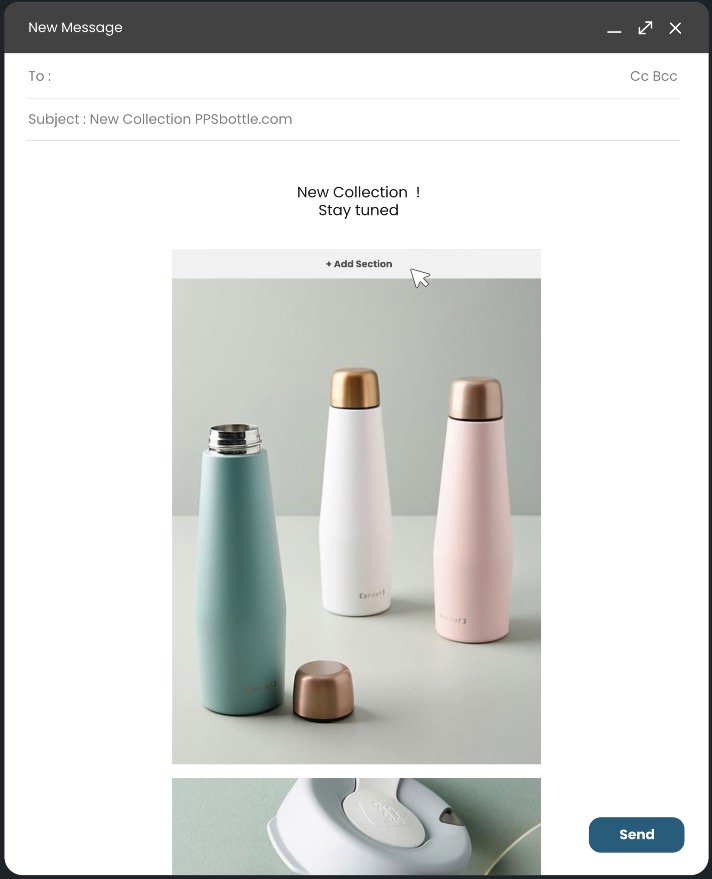 New Message
To :
Cc Bcc
Subject : New Collection PPSbottle.com
New Collection !
Stay tuned
+ Add Section
Send